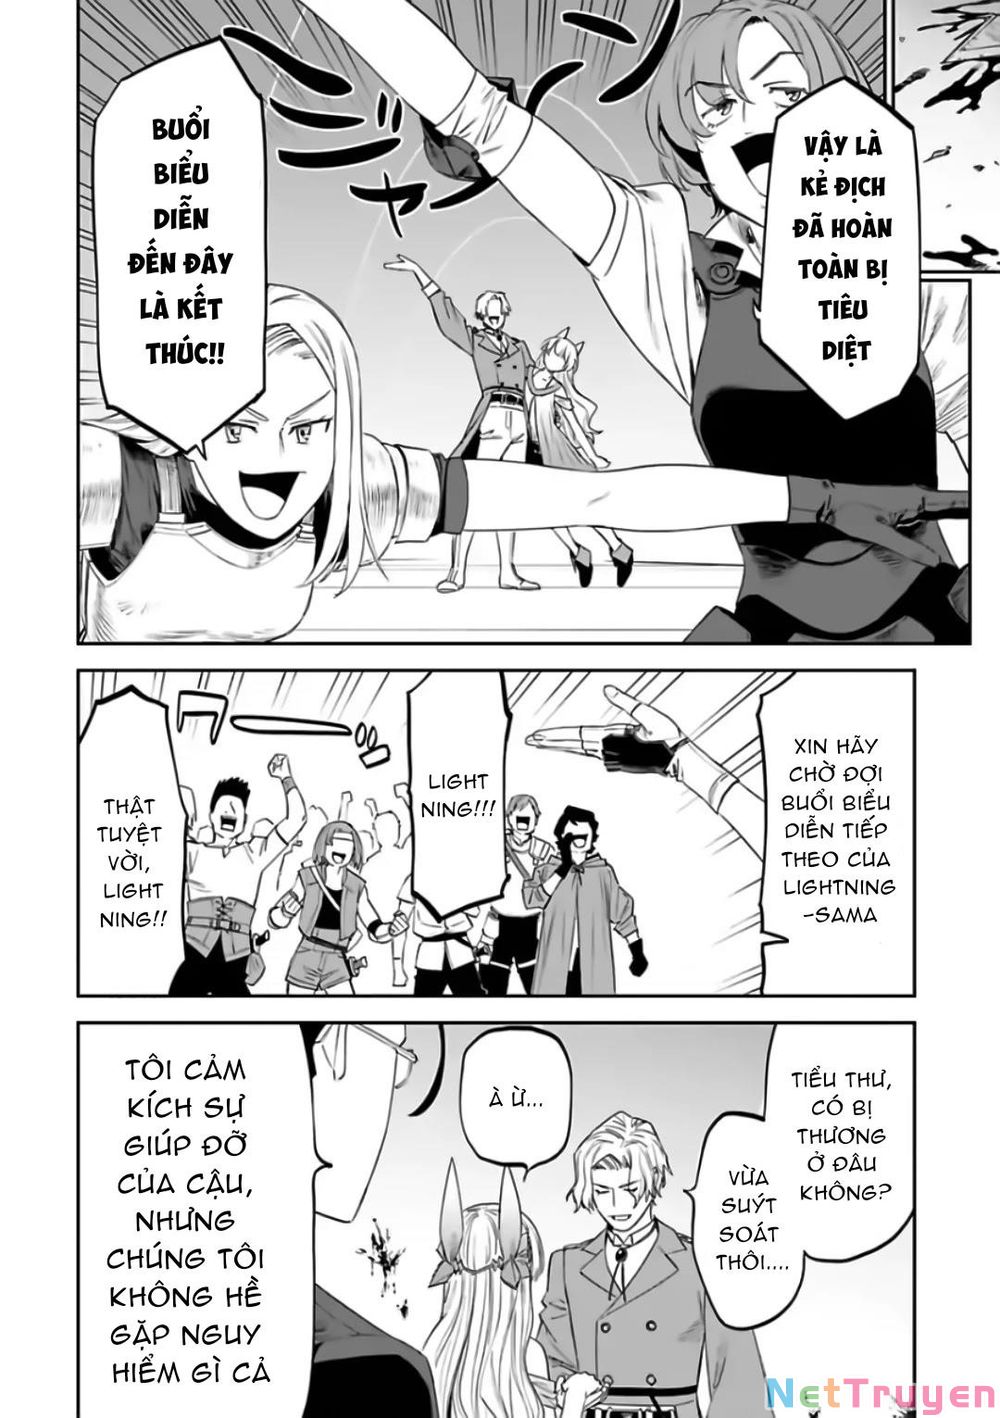 VẬY LÀ
KẺ ĐỊCH
ĐÃ HOÀN
TOÀN BỊ
TIÊU
DIỆT
BUỔI
BIỂU
DIỄN
ĐẾN ĐÂY
LÀ KẾT
THÚC!!
XIN HÃY
CHỜ ĐỢI
BUỔI BIỂU
DIỄN TIẾP
THEO CỦA
LIGHTNING
-SAMA
LIGHT
NING!!!
THẬT
TUYỆT
VỜI,
LIGHT
NING!!
TIỂU THƯ,
CÓ BỊ
THƯƠNG
Ở ĐÂU
KHÔNG?
VỪA
SUÝT
SOÁT
THÔI....
À Ừ...
TÔI CẢM
KÍCH SỰ
GIÚP ĐỠ
CỦA CẬU,
NHƯNG
CHÚNG TÔI
KHÔNG HỀ
GẶP NGUY
HIỂM GÌ CẢ
NetTruyen